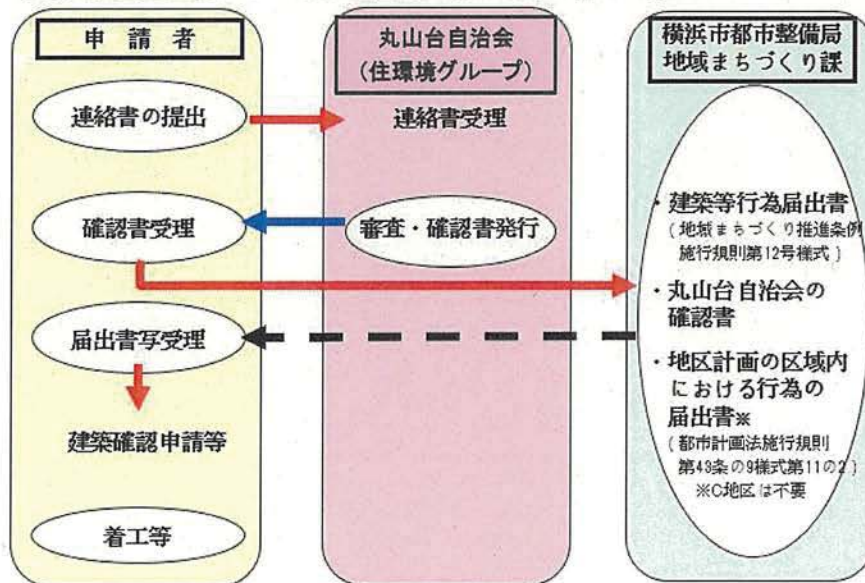 申請者
連絡書の提出
確認書受理
届出書写受理
建築確認申請等
着工等
丸山台自治会
(住環境グループ)
連絡書受理
審査・確認書発行
横浜市都市整備局
地域まちづくり課
・建築等行為届出書
(地域まちづくり推進条例
施行規則第12号様式)
・丸山台自治会の
確認書
・地区計画の区域内
における行為の
届出書※
(都市計画法施行規則
第43条の9様式第11の2)
※C地区は不要